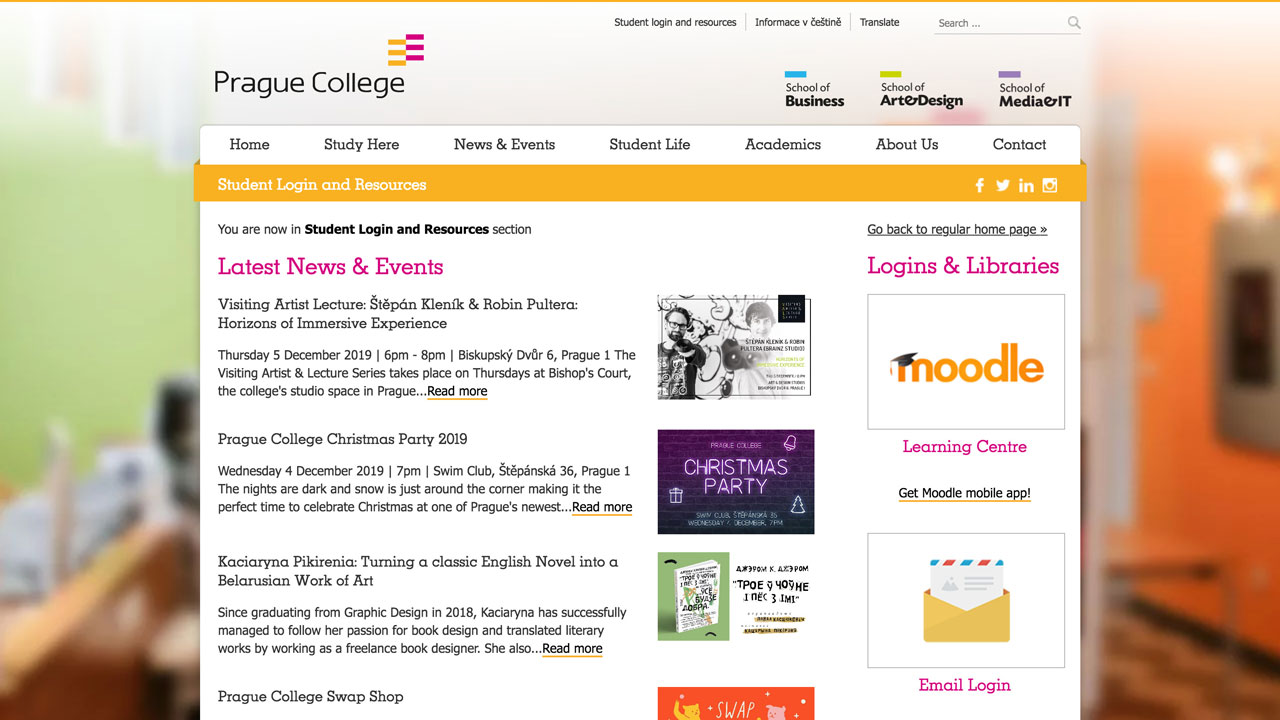 Student login and resources
Informace v češtině
Translate
Search ...
Prague College
School of
Business
School of
Art&Design
School of
Media&IT
Home
Study Here
News & Events
Student Life
Academics
About Us
Contact
Student Login and Resources
You are now in Student Login and Resources section
Go back to regular home page »
Latest News & Events
Visiting Artist Lecture: Štěpán Kleník & Robin Pultera:
Horizons of Immersive Experience
Thursday 5 December 2019 | 6pm - 8pm | Biskupský Dvůr 6, Prague 1 The
Visiting Artist & Lecture Series takes place on Thursdays at Bishop's Court,
the college's studio space in Prague...Read more
ŠTĚPÁN KLENÍK & ROBIN
PULTERA (BRAINZ STUDIO)
Prague College Christmas Party 2019
Wednesday 4 December 2019 | 7pm | Swim Club, Štěpánská 36, Prague 1
The nights are dark and snow is just around the corner making it the
perfect time to celebrate Christmas at one of Prague's newest...Read more
PRAGUE COLLEGE
CHRISTMAS
PARTY
SWIM CLUB, ŠTĚPÁNSKÁ 36
WEDNESDAY 4. DECEMBER, 7PM
Kaciaryna Pikirenia: Turning a classic English Novel into a
Belarusian Work of Art
Since graduating from Graphic Design in 2018, Kaciaryna has successfully
managed to follow her passion for book design and translated literary
works by working as a freelance book designer. She also...Read more
ДЖЭРОМ К. ДЖЭРОМ
"ТРОЕ Ў ЧОЎНЕ
І ПЁС З ІМІ"
Prague College Swap Shop
SWAP
Logins & Libraries
moodle
Learning Centre
Get Moodle mobile app!
Email Login